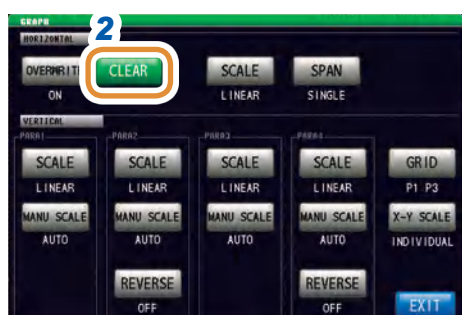 GRAPH
HORIZONTAL
2
OVERWRIT CLEAR SCALE SPAN
ON LINEAR SINGLE
VERTICAL
PARA1 PARA2 PARA3 PARA4
SCALE SCALE SCALE SCALE GRID
LINEAR LINEAR LINEAR LINEAR P1 P3
MANU SCALE MANU SCALE MANU SCALE MANU SCALE X-Y SCALE
AUTO AUTO AUTO AUTO INDIVIDUAL
REVERSE REVERSE
OFF OFF EXIT